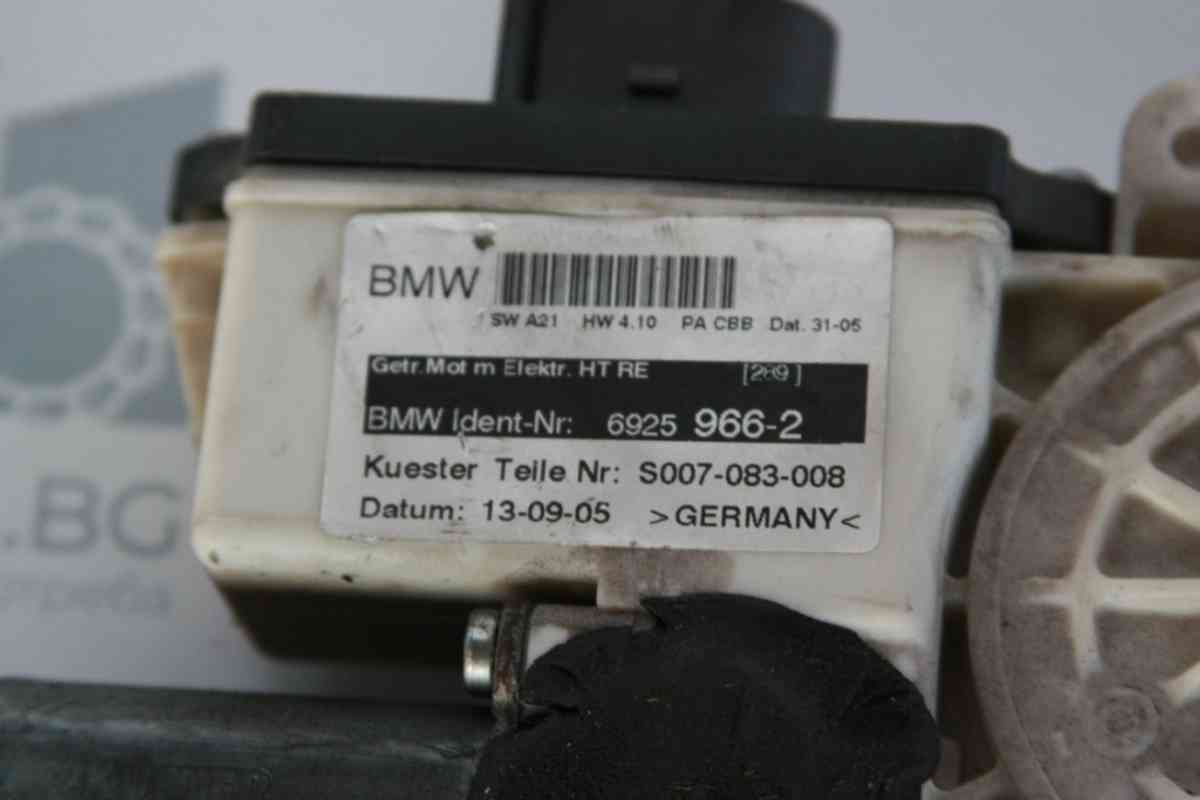 BMW
SW A21 HW 4.10 PA CBB Dat. 31-05
Getr.Mot m Elektr. HT RE [289]
BMW Ident-Nr: 6925 966-2
Kuester Teile Nr: S007-083-008
Datum: 13-09-05 >GERMANY<
.BG